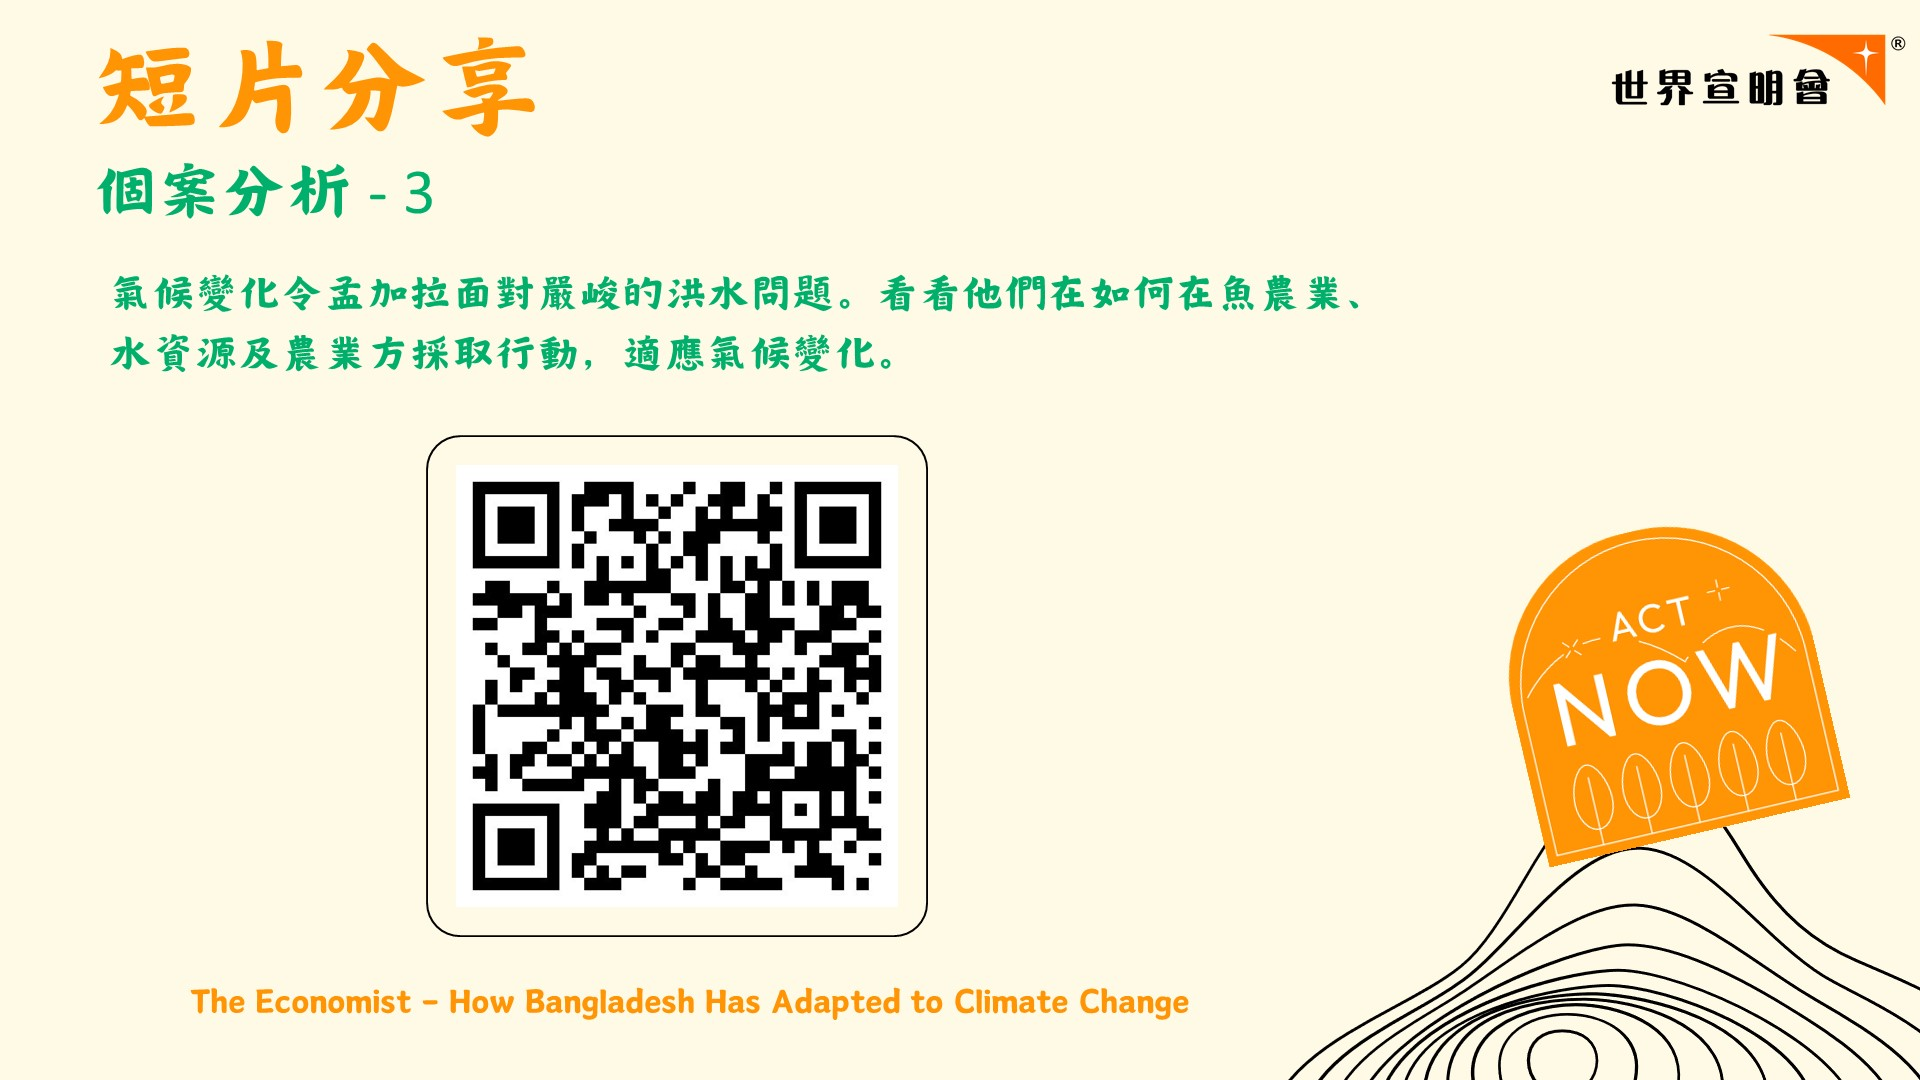 短片分享
世界宣明會®
個案分析 - 3
氣候變化令孟加拉面對嚴峻的洪水問題。看看他們在如何在魚農業、
水資源及農業方採取行動，適應氣候變化。
ACT
NOW
The Economist – How Bangladesh Has Adapted to Climate Change